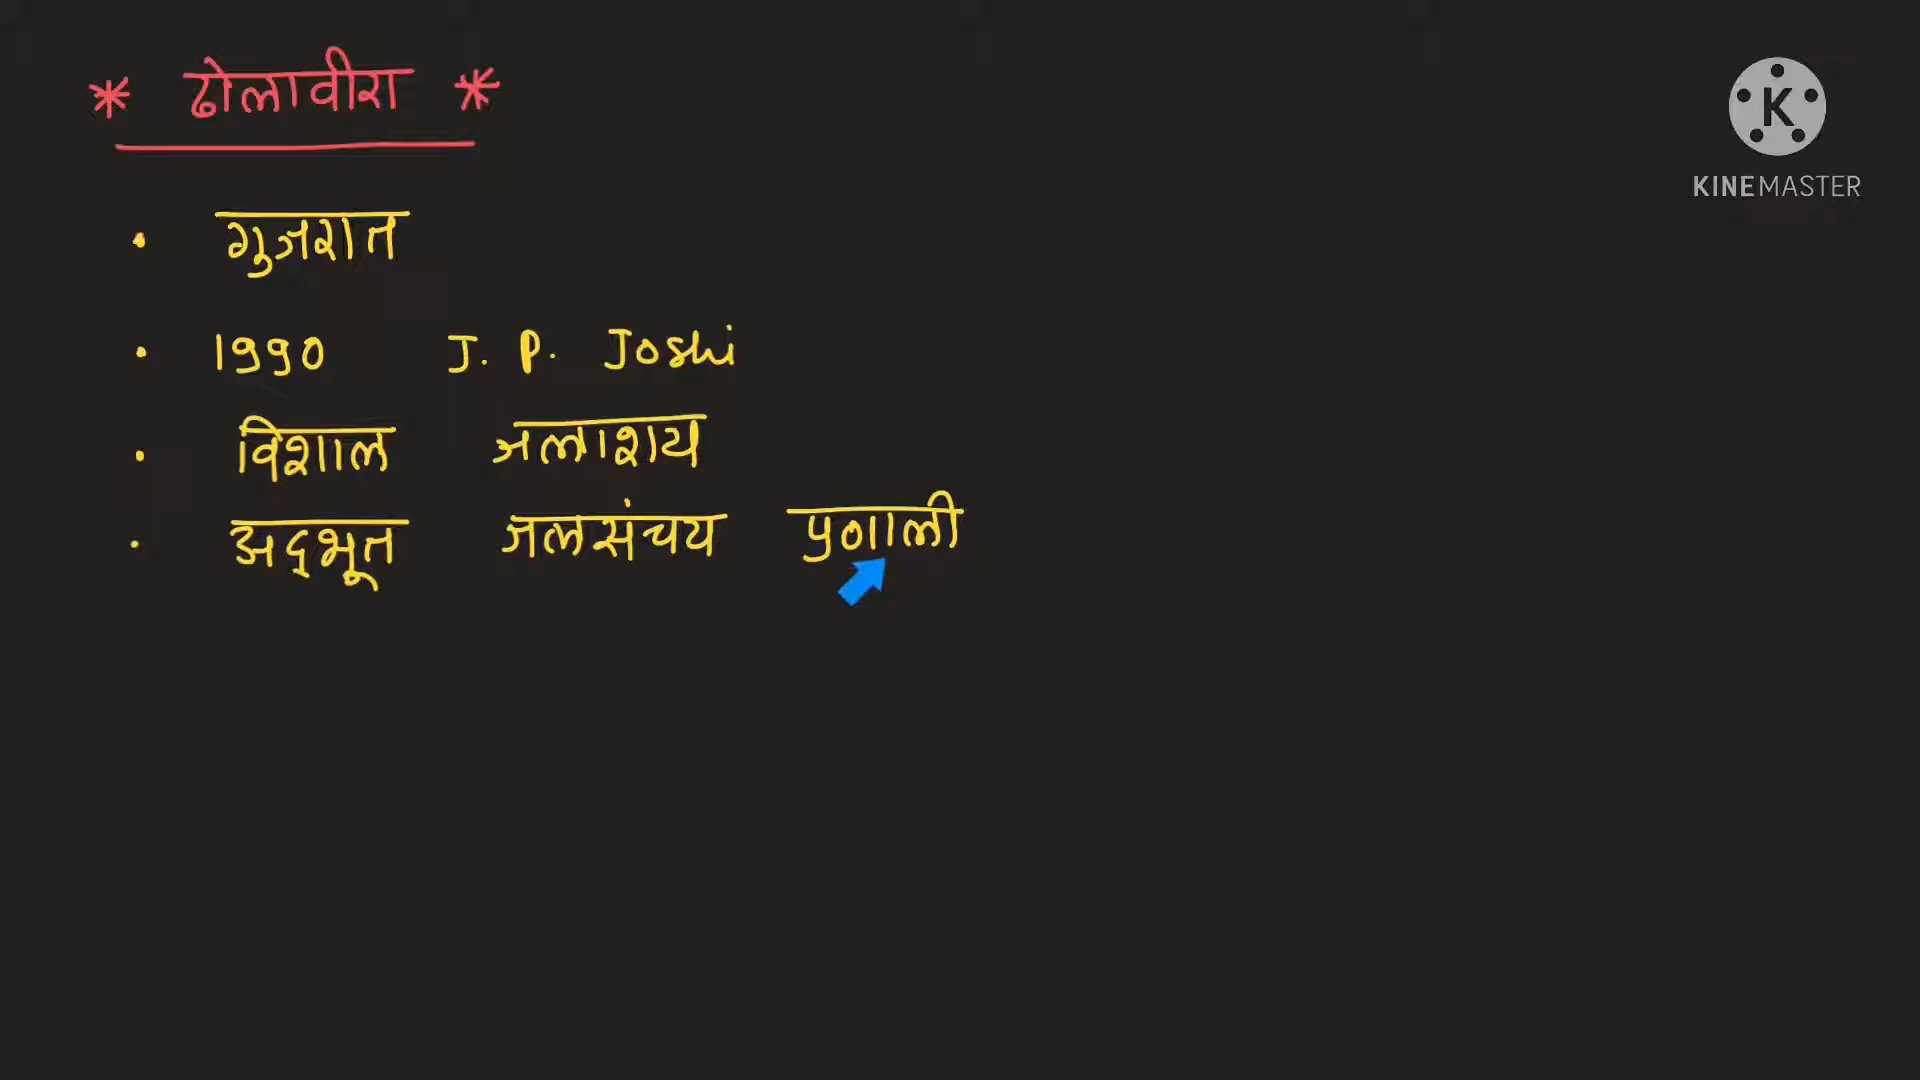 * ढोलावीरा *
K
KINEMASTER
• गुजरात
• 1990 J. P. Joshi
• विशाल जलाशय
• अद्भूत जलसंचय प्रणाली